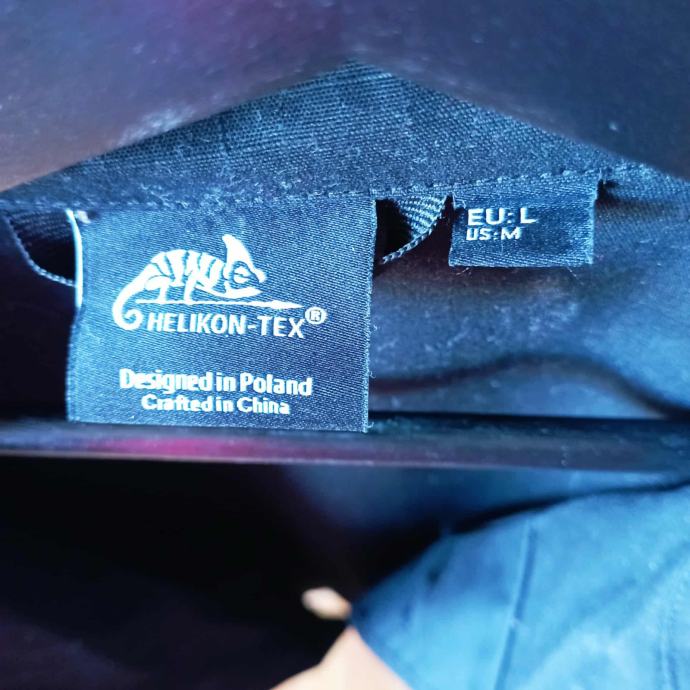 HELIKON-TEX®
Designed in Poland
Crafted in China
EU: L
US: M